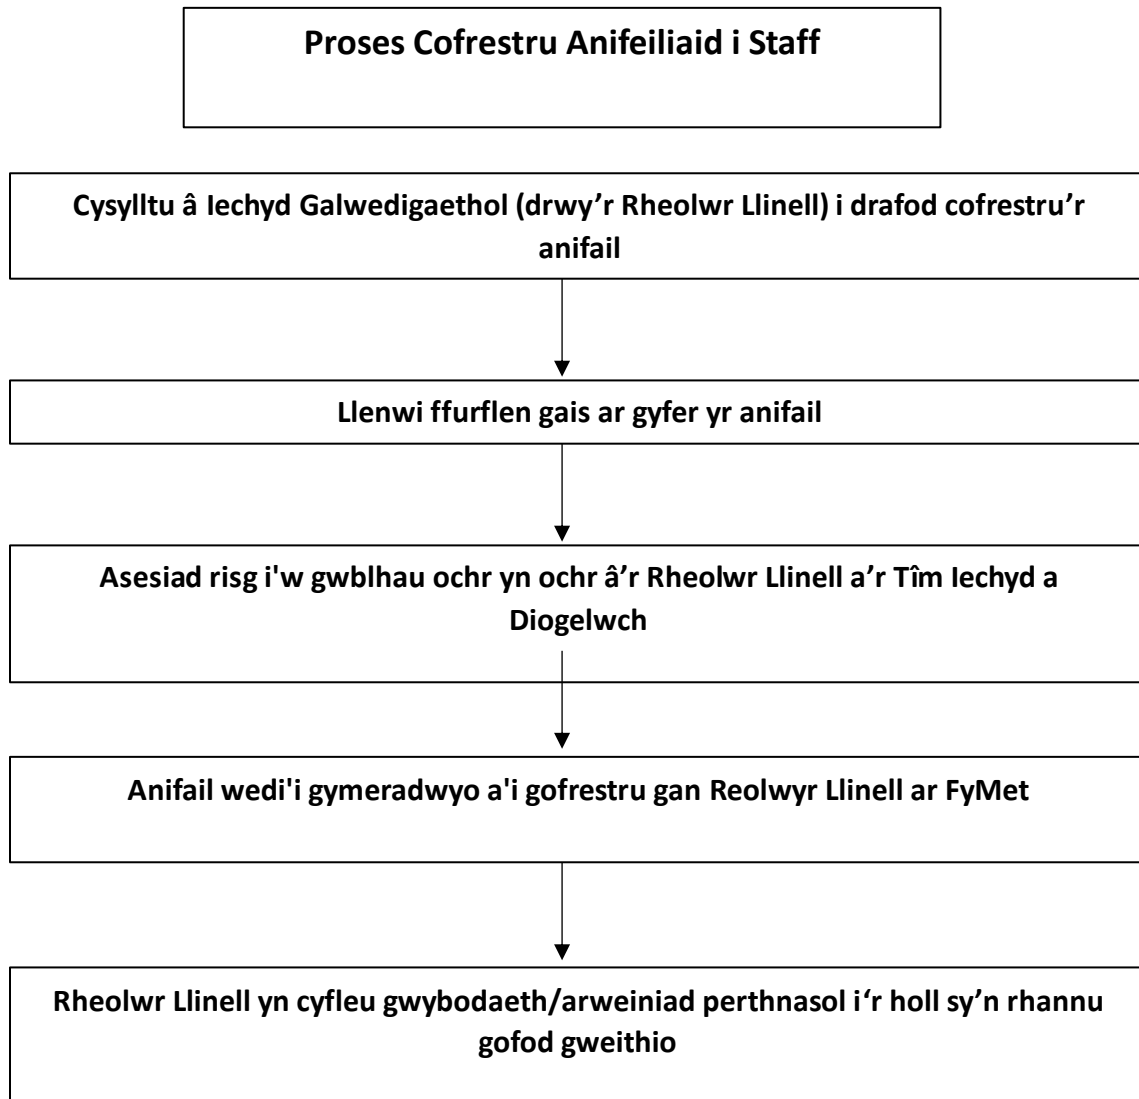 Proses Cofrestru Anifeiliaid i Staff
Cysylltu â Iechyd Galwedigaethol (drwy’r Rheolwr Llinell) i drafod cofrestru’r
anifail
Llenwi ffurflen gais ar gyfer yr anifail
Asesiad risg i'w gwblhau ochr yn ochr â’r Rheolwr Llinell a’r Tîm Iechyd a
Diogelwch
Anifail wedi'i gymeradwyo a'i gofrestru gan Reolwyr Llinell ar FyMet
Rheolwr Llinell yn cyfleu gwybodaeth/arweiniad perthnasol i‘r holl sy’n rhannu
gofod gweithio